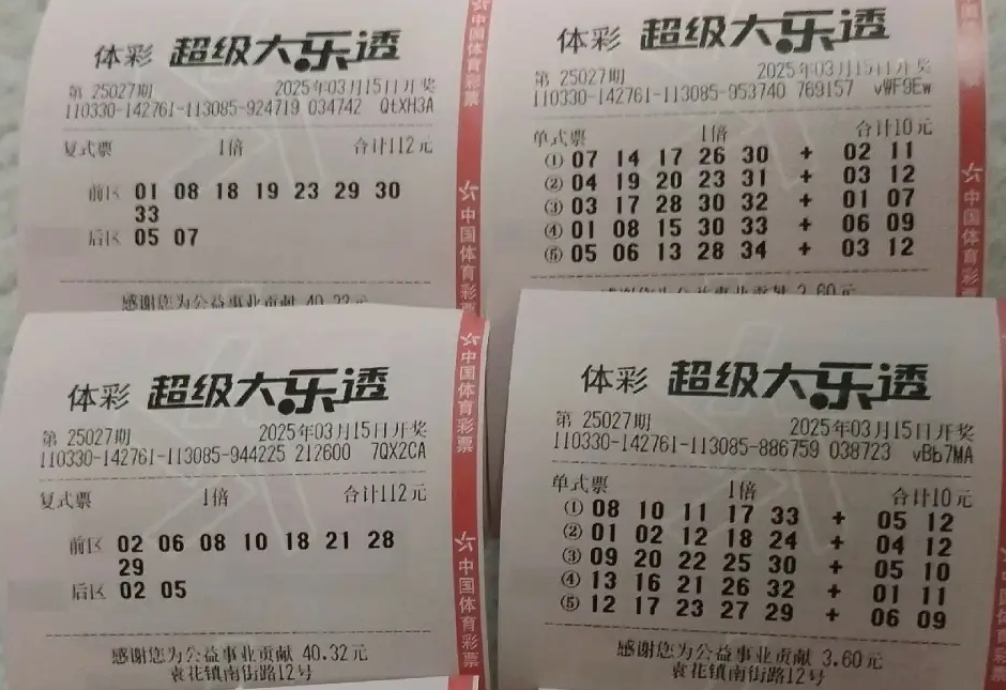 体彩 超级大乐透
第 25027期 2025年03月15日开奖
110330-142761-113085-924719 034742 QtXH3A
复式票 1倍 合计112元
前区 01 08 18 19 23 29 30
33
后区 05 07
感谢您为公益事业贡献 40.32元
中国体育彩票
体彩 超级大乐透
第 25027期 2025年03月15日开奖
110330-142761-113085-953740 769157 vWF9Ew
单式票 1倍 合计10元
① 07 14 17 26 30 + 02 11
② 04 19 20 23 31 + 03 12
③ 03 17 28 30 32 + 01 07
④ 01 08 15 30 33 + 06 09
⑤ 05 06 13 28 34 + 03 12
感谢您为公益事业贡献 3.60元
中国体育彩票
体彩 超级大乐透
第 25027期 2025年03月15日开奖
110330-142761-113085-944225 212600 7QX2CA
复式票 1倍 合计112元
前区 02 06 08 10 18 21 28
29
后区 02 05
感谢您为公益事业贡献 40.32元
袁花镇南街路12号
中国体育彩票
中国体育彩票
体彩 超级大乐透
第 25027期 2025年03月15日开奖
110330-142761-113085-886759 038723 vBb7MA
单式票 1倍 合计10元
① 08 10 11 17 33 + 05 12
② 01 02 12 18 24 + 04 12
③ 09 20 22 25 30 + 05 10
④ 13 16 21 26 32 + 01 11
⑤ 12 17 23 27 29 + 06 09
感谢您为公益事业贡献 3.60元
袁花镇南街路12号